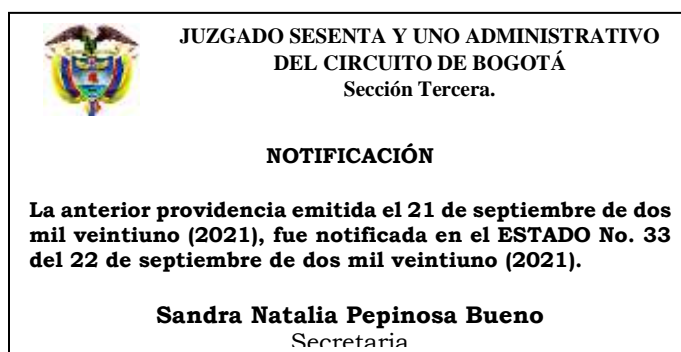 JUZGADO SESENTA Y UNO ADMINISTRATIVO
DEL CIRCUITO DE BOGOTÁ
Sección Tercera.
NOTIFICACIÓN
La anterior providencia emitida el 21 de septiembre de dos
mil veintiuno (2021), fue notificada en el ESTADO No. 33
del 22 de septiembre de dos mil veintiuno (2021).
Sandra Natalia Pepinosa Bueno
Secretaria